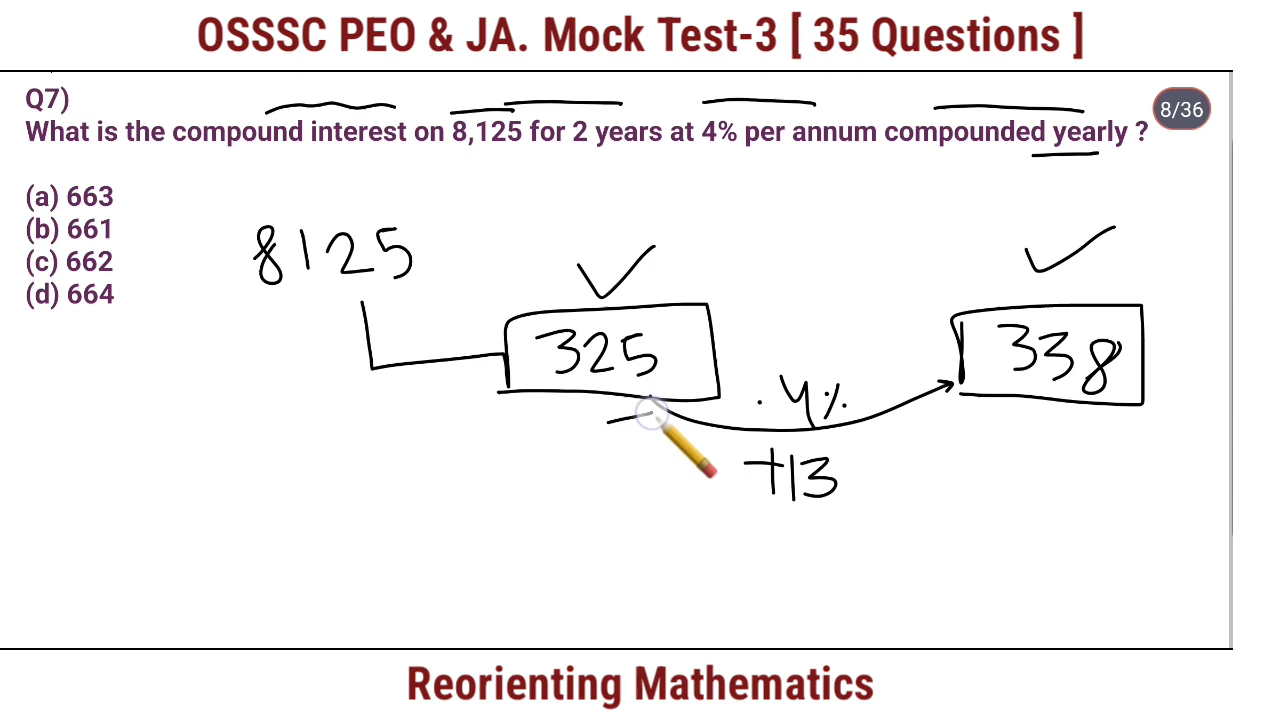 OSSSC PEO & JA. Mock Test-3 [ 35 Questions ]
Q7)
8/36
What is the compound interest on 8,125 for 2 years at 4% per annum compounded yearly ?
(a) 663
(b) 661
(c) 662
(d) 664
8125
325
338
. 4%
+13
Reorienting Mathematics